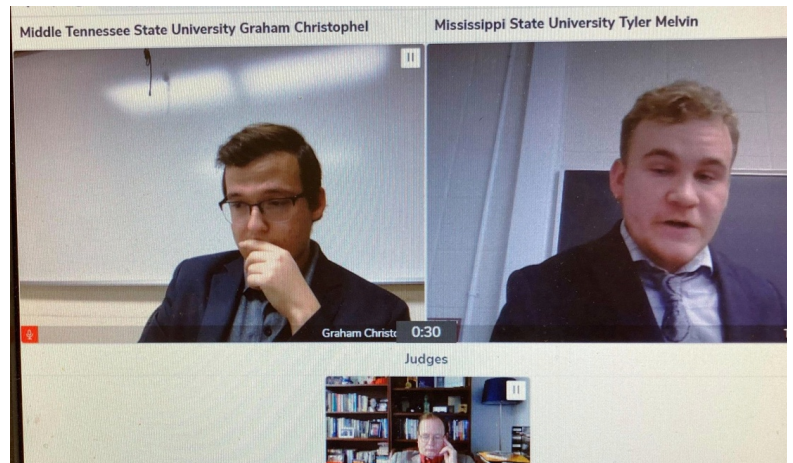 Middle Tennessee State University Graham Christophel
Mississippi State University Tyler Melvin
Graham Christo
0:30
T
Judges